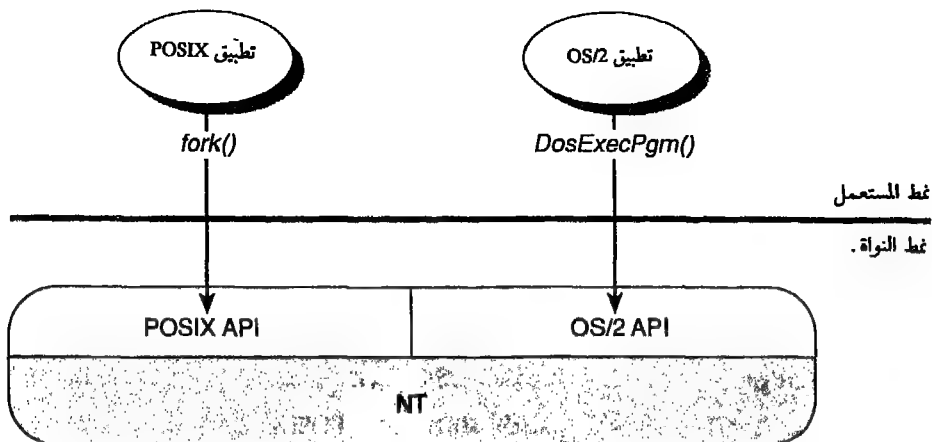 تطبيق POSIX
تطبيق OS/2
fork()
DosExecPgm()
نمط المستعمل
نمط النواة.
POSIX API
OS/2 API
NT